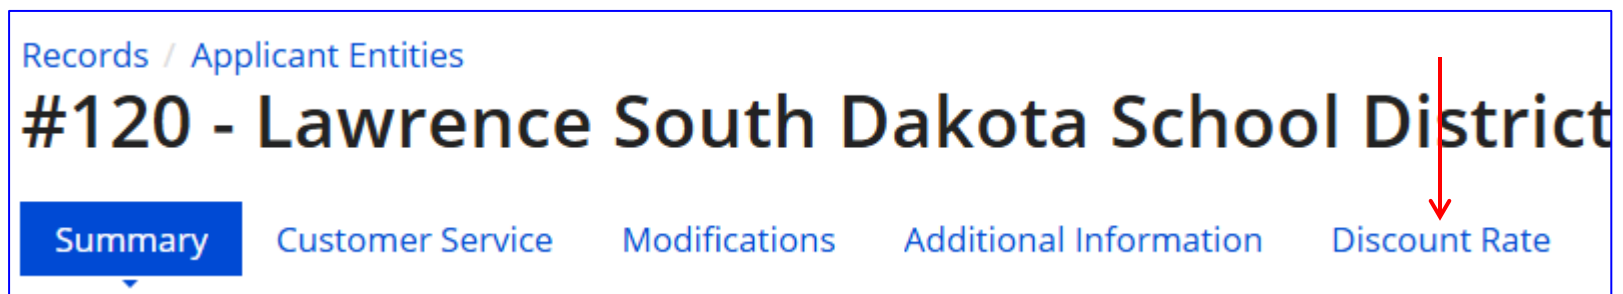 Records / Applicant Entities
#120 - Lawrence South Dakota School District
Summary Customer Service Modifications Additional Information Discount Rate